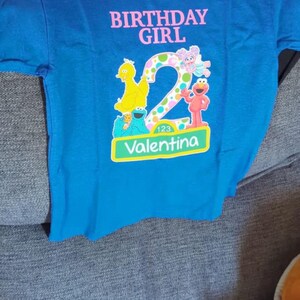 BIRTHDAY
GIRL
2
123
Valentina